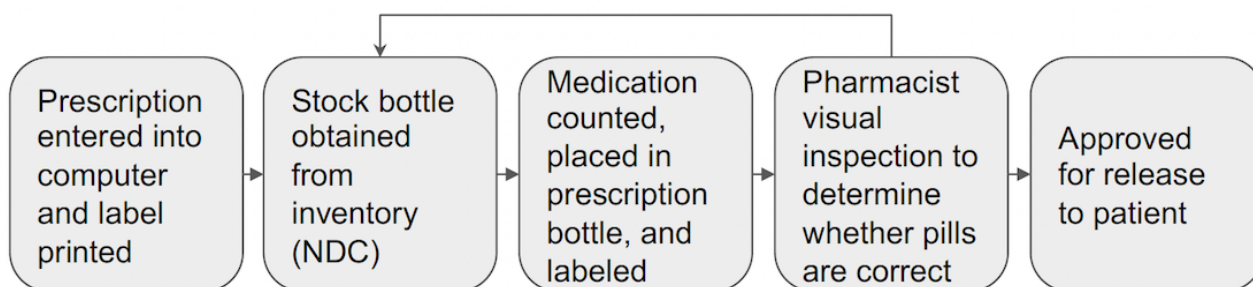 Prescription
entered into
computer
and label
printed
Stock bottle
obtained
from
inventory
(NDC)
Medication
counted,
placed in
prescription
bottle, and
labeled
Pharmacist
visual
inspection to
determine
whether pills
are correct
Approved
for release
to patient